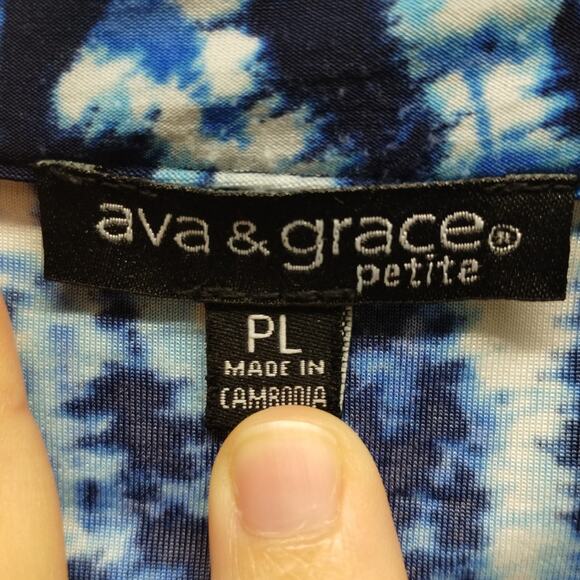 ava & grace®
petite
PL
MADE IN
CAMBODIA